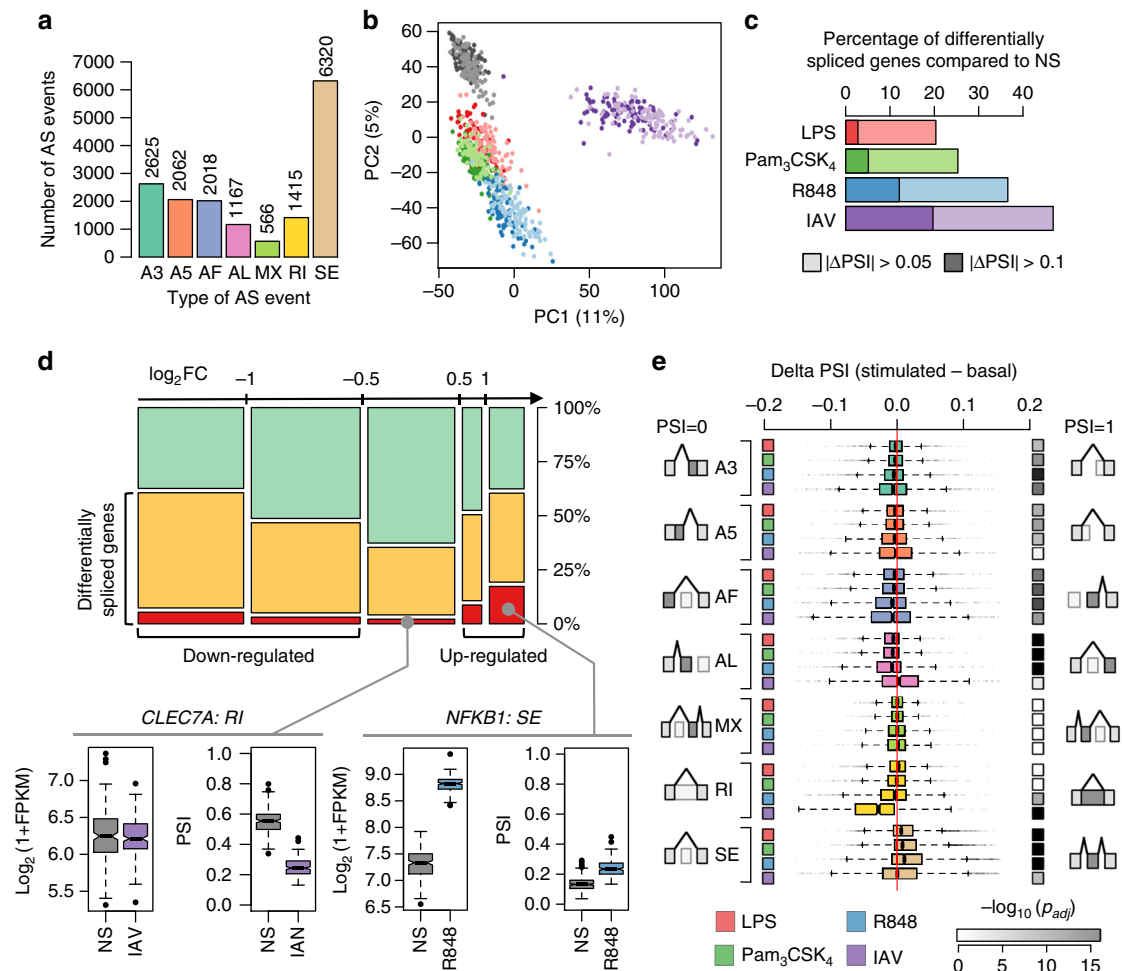 a
Number of AS events
7000
6000
5000
4000
3000
2000
1000
0
2625
2062
2018
1167
566
1415
6320
A3 A5 AF AL MX RI SE
Type of AS event
b
PC2 (5%)
60
40
20
0
−20
−40
−60
−50 0 50 100
PC1 (11%)
c
Percentage of differentially
spliced genes compared to NS
0 10 20 30 40
LPS
Pam3CSK4
R848
IAV
|ΔPSI| > 0.05 |ΔPSI| > 0.1
d
log2FC −1 −0.5 0.5 1
100%
75%
50%
25%
0%
Differentially
spliced genes
Down-regulated Up-regulated
CLEC7A: RI
Log2 (1+FPKM)
7.0
6.5
6.0
5.5
NS
IAV
PSI
1.0
0.8
0.6
0.4
0.2
0.0
NS
IAN
NFKB1: SE
Log2 (1+FPKM)
9.0
8.5
8.0
7.5
7.0
6.5
NS
R848
PSI
1.0
0.8
0.6
0.4
0.2
0.0
NS
R848
e
Delta PSI (stimulated – basal)
−0.2 −0.1 0.0 0.1 0.2
PSI=0 PSI=1
A3
A5
AF
AL
MX
RI
SE
LPS R848
Pam3CSK4 IAV
−log10 (padj)
0 5 10 15